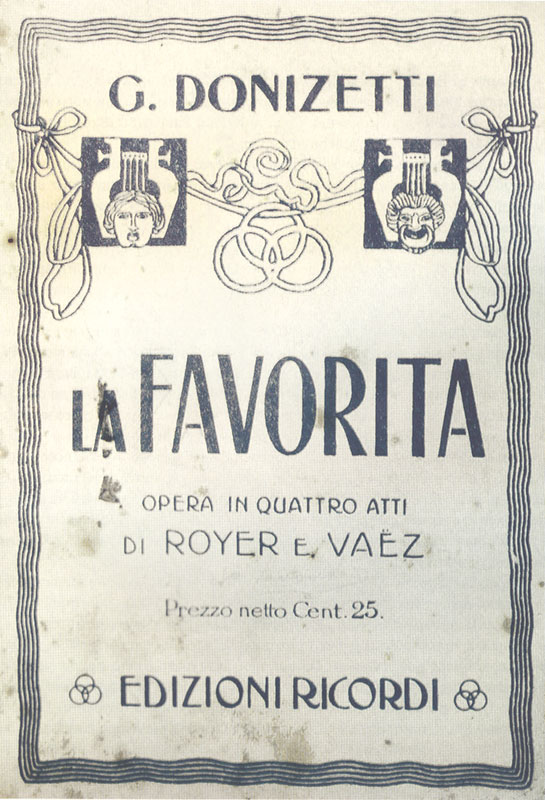 G. DONIZETTI
LA FAVORITA
OPERA IN QUATTRO ATTI
DI ROYER E VAËZ
Prezzo netto Cent. 25.
EDIZIONI RICORDI